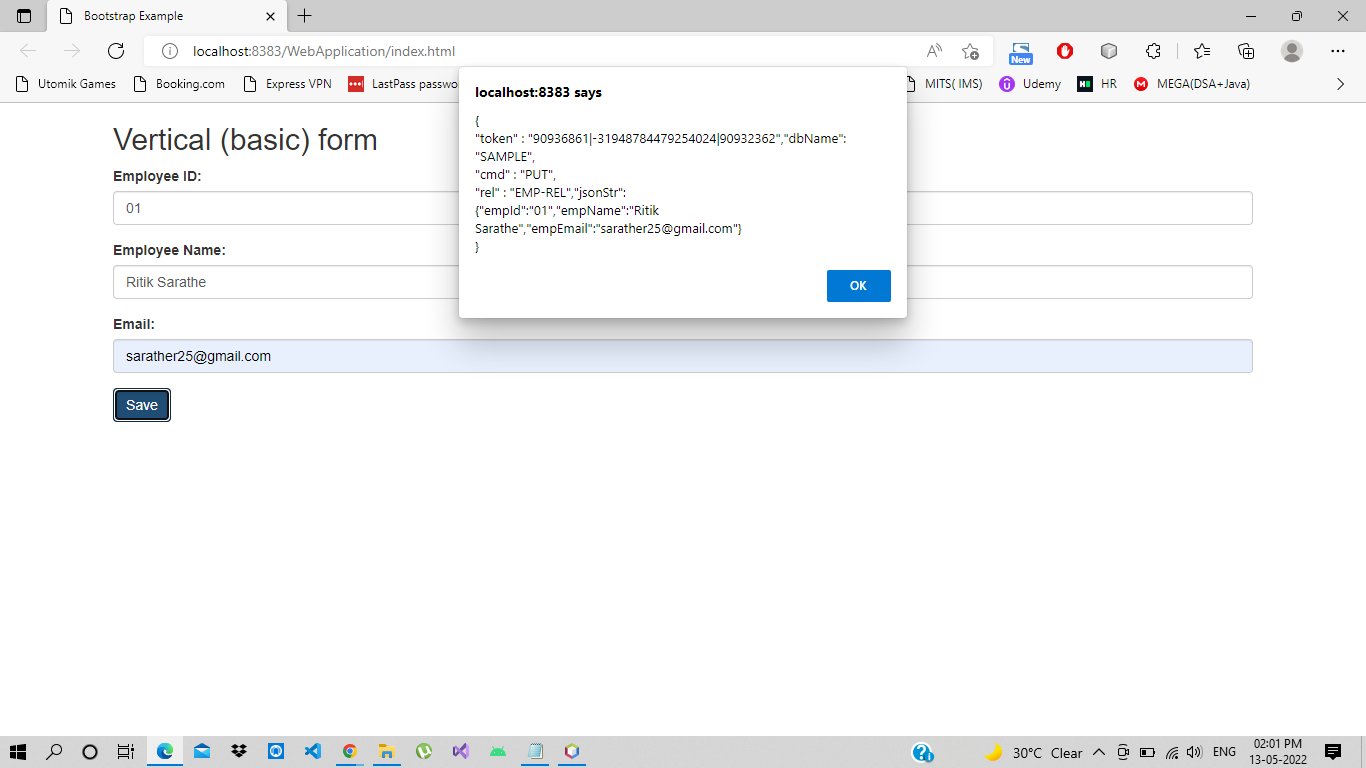 Bootstrap Example
localhost:8383/WebApplication/index.html
New
Utomik Games
Booking.com
Express VPN
LastPass passwo
MITS( IMS)
Udemy
HR
MEGA(DSA+Java)
localhost:8383 says
{
"token" : "90936861|-31948784479254024|90932362","dbName":
"SAMPLE",
"cmd" : "PUT",
"rel" : "EMP-REL","jsonStr":
{"empId":"01","empName":"Ritik
Sarathe","empEmail":"sarather25@gmail.com"}
}
OK
Vertical (basic) form
Employee ID:
01
Employee Name:
Ritik Sarathe
Email:
sarather25@gmail.com
Save
30°C Clear
ENG
02:01 PM
13-05-2022